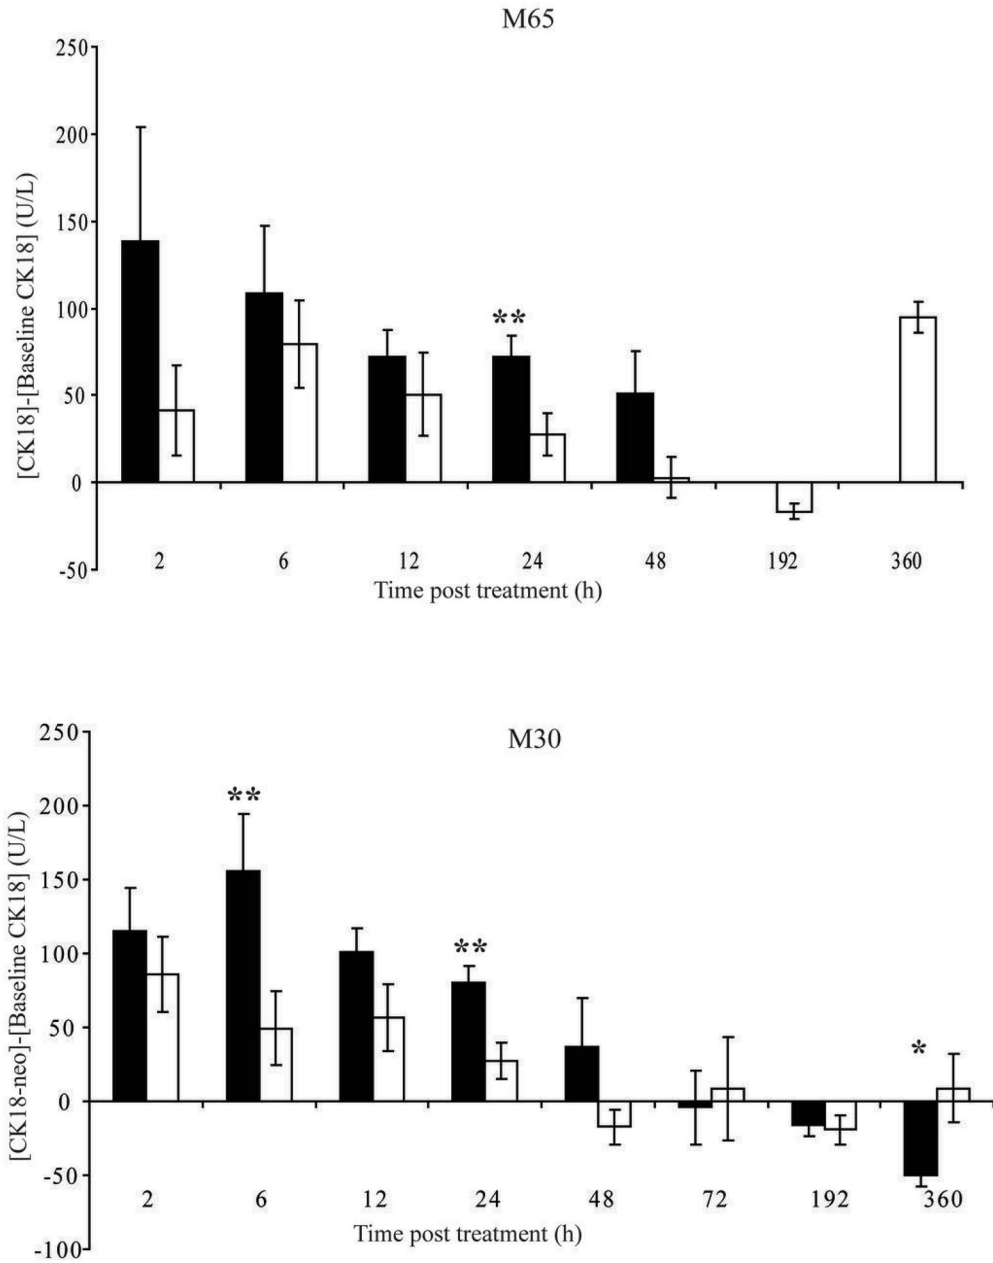 M65
[CK18]-[Baseline CK18] (U/L)
250
200
150
100
50
0
-50
**
2 6 12 24 48 192 360
Time post treatment (h)
M30
[CK18-neo]-[Baseline CK18] (U/L)
250
200
150
100
50
0
-50
-100
**
**
*
2 6 12 24 48 72 192 360
Time post treatment (h)